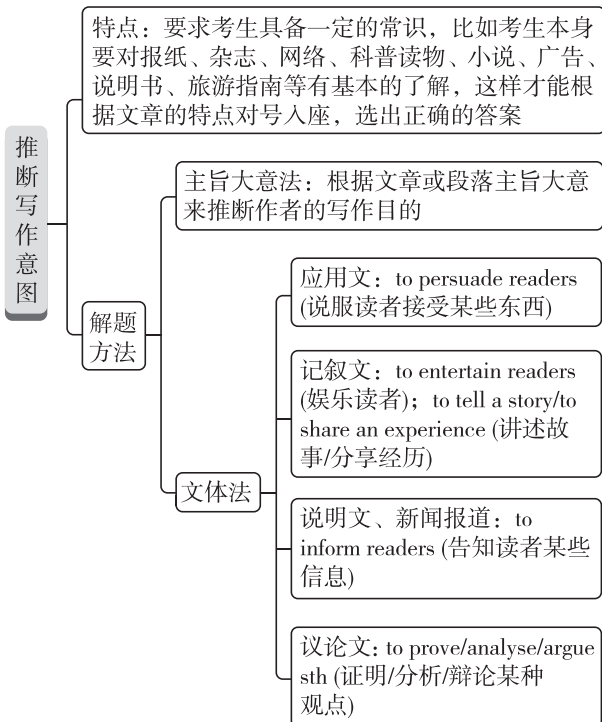 推断写作意图
特点：要求考生具备一定的常识，比如考生本身
要对报纸、杂志、网络、科普读物、小说、广告、
说明书、旅游指南等有基本的了解，这样才能根
据文章的特点对号入座，选出正确的答案
解题
方法
主旨大意法：根据文章或段落主旨大意
来推断作者的写作目的
文体法
应用文：to persuade readers
(说服读者接受某些东西)
记叙文：to entertain readers
(娱乐读者)；to tell a story/to
share an experience (讲述故
事/分享经历)
说明文、新闻报道：to
inform readers (告知读者某些
信息)
议论文：to prove/analyse/argue
sth (证明/分析/辩论某种
观点)